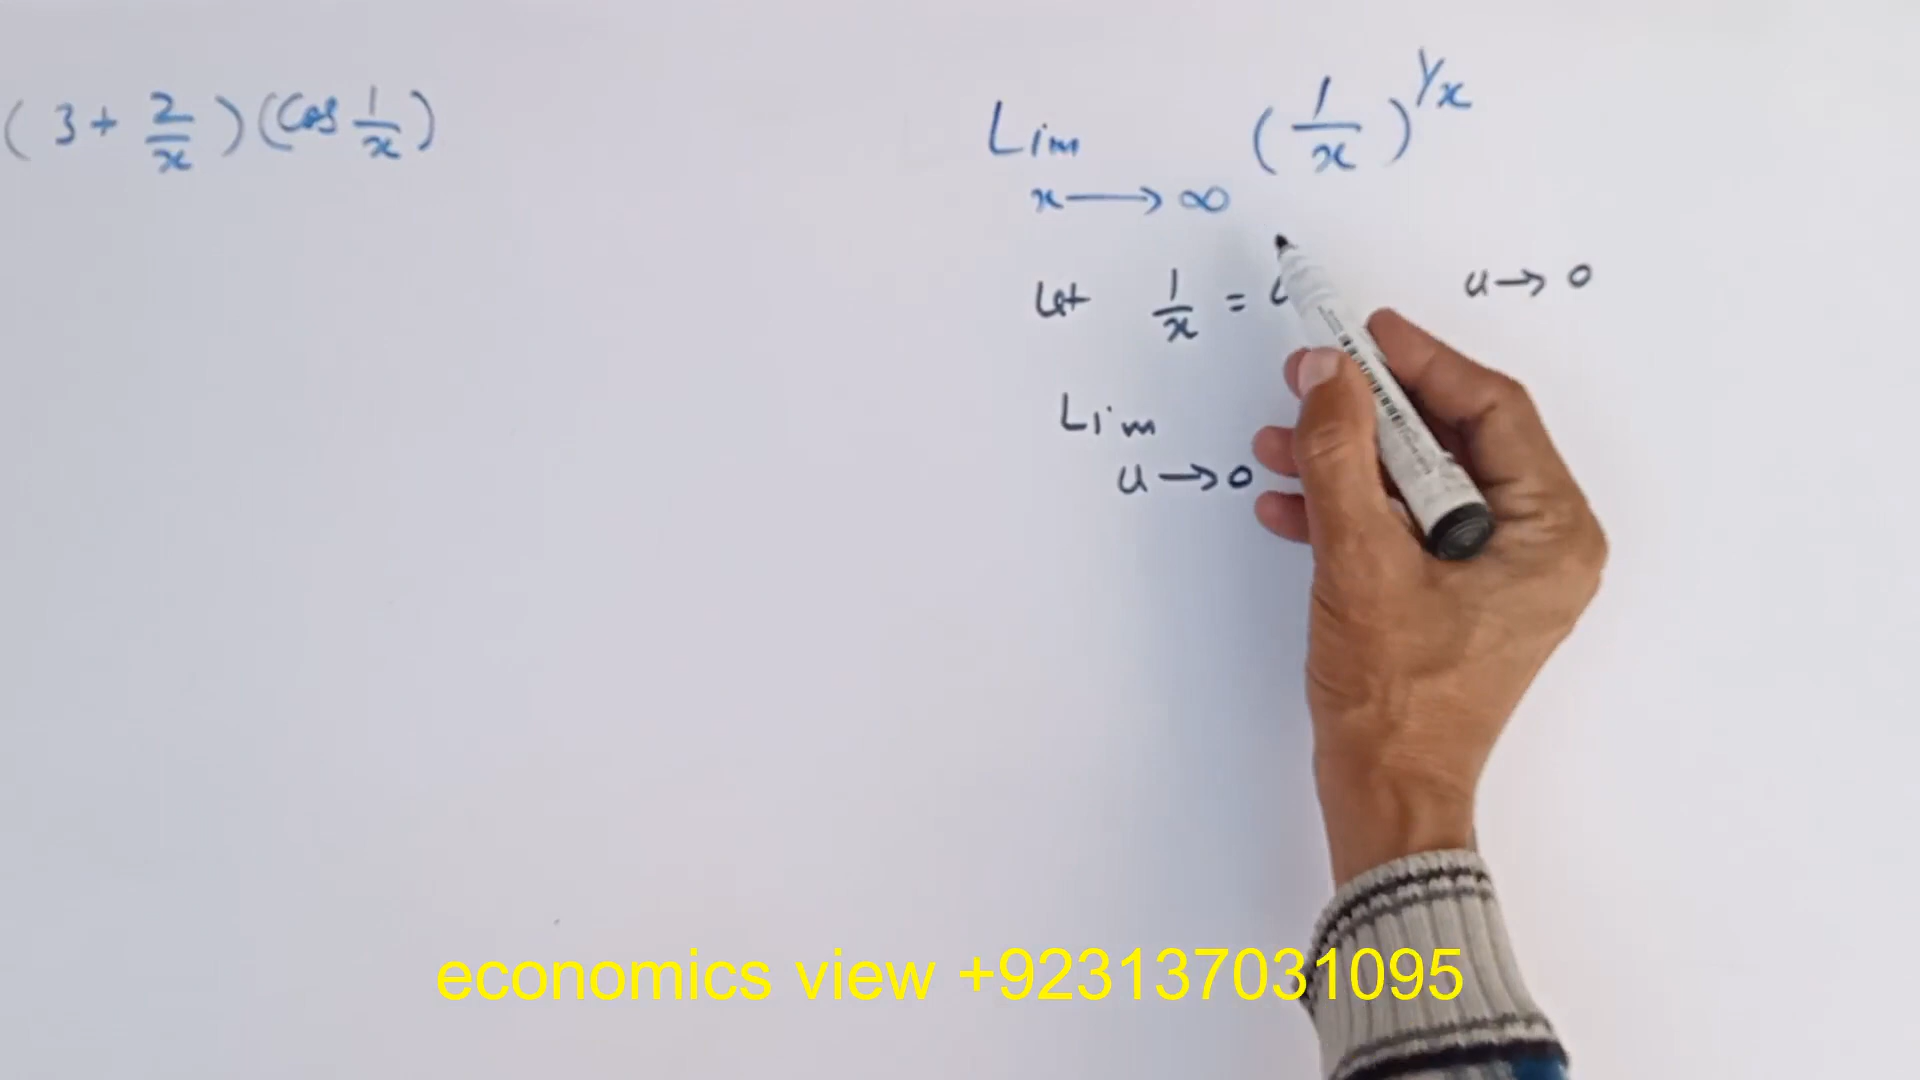 ( 3 + 2/x ) (Cos 1/x )
Lim ( 1/x )^1/x
x → ∞
let 1/x = u → 0
Lim
u → 0
economics view +923137031095